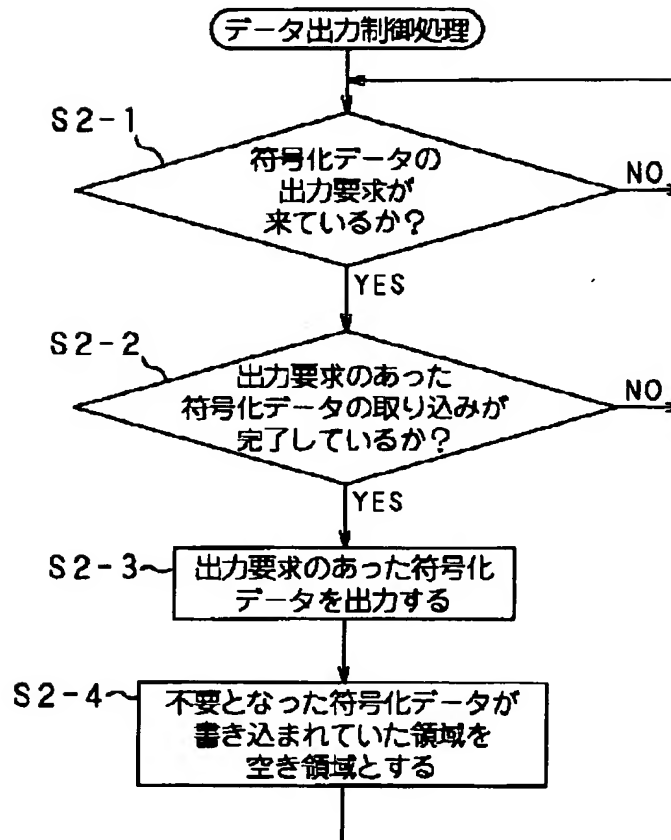 データ出力制御処理
S2-1
符号化データの
出力要求が
来ているか?
NO
YES
S2-2
出力要求のあった
符号化データの取り込みが
完了しているか?
NO
YES
S2-3
出力要求のあった符号化
データを出力する
S2-4
不要となった符号化データが
書き込まれていた領域を
空き領域とする